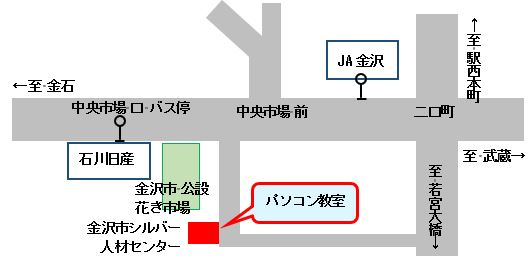 ←至-金石
JA金沢
↑至-駅西本町
中央市場-ロ-バス停
中央市場-前
二口町
石川日産
至-武蔵→
金沢市-公設
花き市場
至-若宮大橋↓
パソコン教室
金沢市シルバー
人材センター